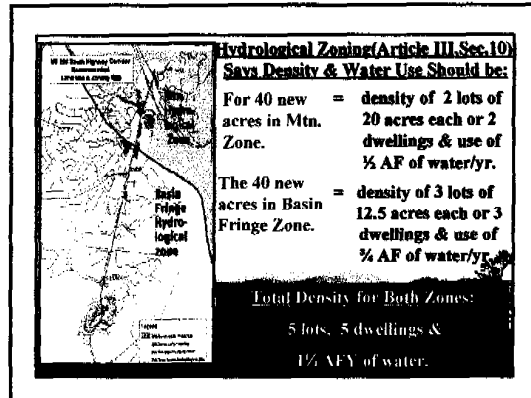 Hydrological Zoning(Article III,Sec.10)
Says Density & Water Use Should be:
For 40 new = density of 2 lots of
acres in Mtn. 20 acres each or 2
Zone. dwellings & use of
½ AF of water/yr.
The 40 new = density of 3 lots of
acres in Basin 12.5 acres each or 3
Fringe Zone. dwellings & use of
¾ AF of water/yr.
Basin
Fringe
Hydro-
logical
zone
Total Density for Both Zones:
5 lots, 5 dwellings &
1¼ AFY of water.